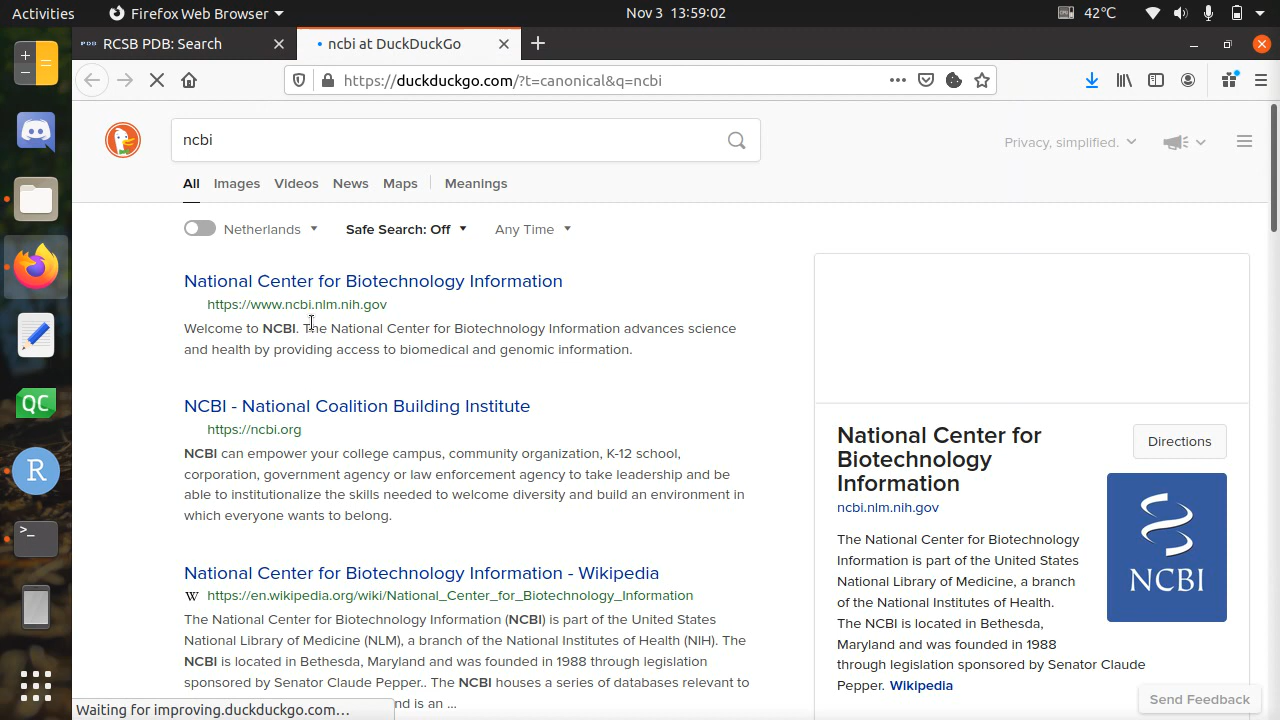 Activities
Firefox Web Browser
Nov 3 13:59:02
42°C
PDB RCSB PDB: Search
ncbi at DuckDuckGo
https://duckduckgo.com/?t=canonical&q=ncbi
ncbi
Privacy, simplified.
All Images Videos News Maps Meanings
Netherlands Safe Search: Off Any Time
National Center for Biotechnology Information
https://www.ncbi.nlm.nih.gov
Welcome to NCBI. The National Center for Biotechnology Information advances science
and health by providing access to biomedical and genomic information.
NCBI - National Coalition Building Institute
https://ncbi.org
NCBI can empower your college campus, community organization, K-12 school,
corporation, government agency or law enforcement agency to take leadership and be
able to institutionalize the skills needed to welcome diversity and build an environment in
which everyone wants to belong.
National Center for Biotechnology Information - Wikipedia
W https://en.wikipedia.org/wiki/National_Center_for_Biotechnology_Information
The National Center for Biotechnology Information (NCBI) is part of the United States
National Library of Medicine (NLM), a branch of the National Institutes of Health (NIH). The
NCBI is located in Bethesda, Maryland and was founded in 1988 through legislation
sponsored by Senator Claude Pepper.. The NCBI houses a series of databases relevant to
nd is an ...
National Center for
Biotechnology
Information
Directions
ncbi.nlm.nih.gov
NCBI
The National Center for Biotechnology
Information is part of the United States
National Library of Medicine, a branch
of the National Institutes of Health.
The NCBI is located in Bethesda,
Maryland and was founded in 1988
through legislation sponsored by Senator Claude
Pepper. Wikipedia
Send Feedback
QC
R
>_
Waiting for improving.duckduckgo.com…